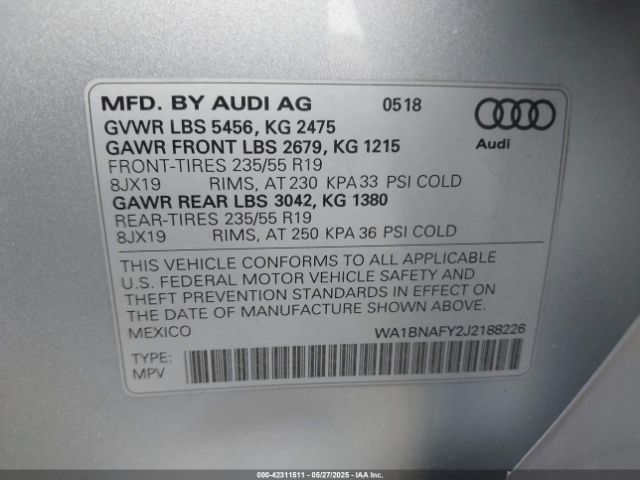 MFD. BY AUDI AG 0518
GVWR LBS 5456, KG 2475
GAWR FRONT LBS 2679, KG 1215
Audi
FRONT-TIRES 235/55 R19
8JX19 RIMS, AT 230 KPA 33 PSI COLD
GAWR REAR LBS 3042, KG 1380
REAR-TIRES 235/55 R19
8JX19 RIMS, AT 250 KPA 36 PSI COLD
THIS VEHICLE CONFORMS TO ALL APPLICABLE
U.S. FEDERAL MOTOR VEHICLE SAFETY AND
THEFT PREVENTION STANDARDS IN EFFECT ON
THE DATE OF MANUFACTURE SHOWN ABOVE.
MEXICO WA1BNAFY2J2188226
TYPE:
MPV
000-42311511 - 05/27/2025 - IAAI.COM